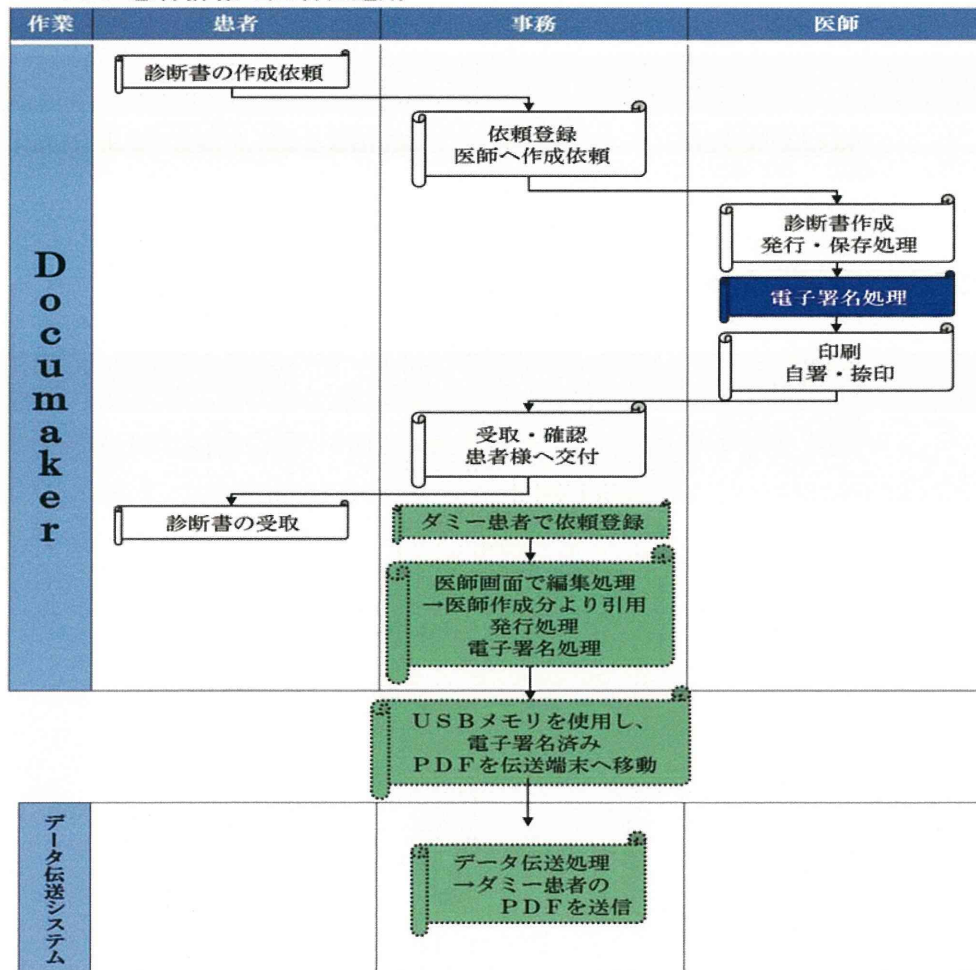 作業
患者
事務
医師
Documaker
診断書の作成依頼
依頼登録
医師へ作成依頼
診断書作成
発行・保存処理
電子署名処理
印刷
自署・捺印
受取・確認
患者様へ交付
診断書の受取
ダミー患者で依頼登録
医師画面で編集処理
→医師作成分より引用
発行処理
電子署名処理
USBメモリを使用し、
電子署名済み
PDFを伝送端末へ移動
データ伝送システム
データ伝送処理
→ダミー患者の
PDFを送信